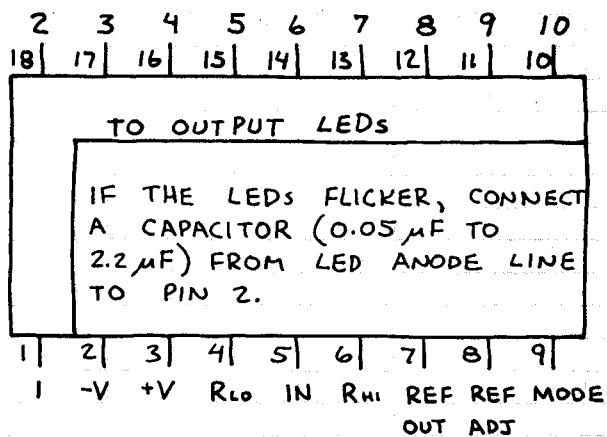 2 3 4 5 6 7 8 9 10
18 17 16 15 14 13 12 11 10
TO OUTPUT LEDs
IF THE LEDs FLICKER, CONNECT
A CAPACITOR (0.05 µF TO
2.2 µF) FROM LED ANODE LINE
TO PIN 2.
1 2 3 4 5 6 7 8 9
1 -V +V RLO IN RHI REF REF MODE
OUT ADJ